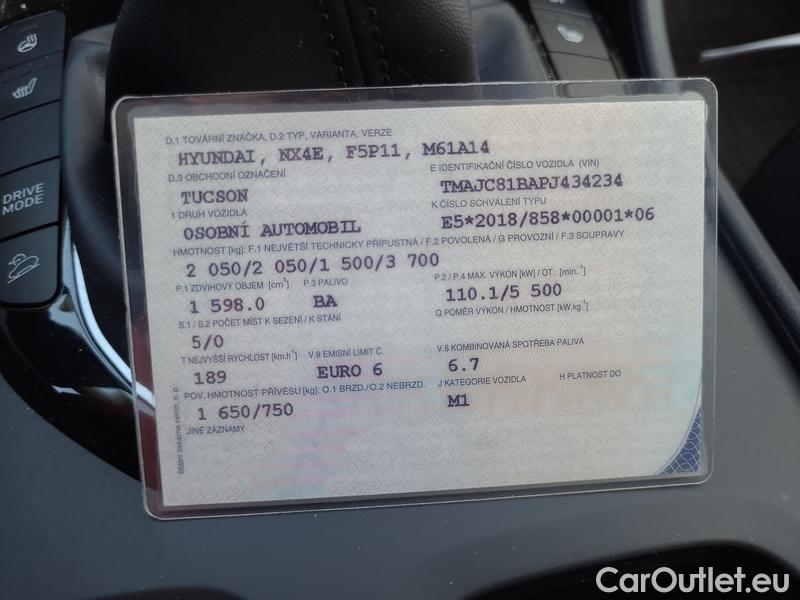 DRIVE
MODE
D.1 TOVÁRNÍ ZNAČKA, D.2 TYP, VARIANTA, VERZE
HYUNDAI, NX4E, F5P11, M61A14
D.3 OBCHODNÍ OZNAČENÍ
E IDENTIFIKAČNÍ ČÍSLO VOZIDLA (VIN)
TUCSON
TMAJC81BAPJ434234
1 DRUH VOZIDLA
K ČÍSLO SCHVÁLENÍ TYPU
OSOBNÍ AUTOMOBIL
E5*2018/858*00001*06
HMOTNOST [kg]: F.1 NEJVĚTŠÍ TECHNICKY PŘÍPUSTNÁ / F.2 POVOLENÁ / G PROVOZNÍ / F.3 SOUPRAVY
2 050/2 050/1 500/3 700
P.1 ZDVIHOVÝ OBJEM [cm³]
P.3 PALIVO
P.2 / P.4 MAX. VÝKON [kW] / OT. [min.⁻¹]
1 598.0
BA
110.1/5 500
S.1 / S.2 POČET MÍST K SEZENÍ / K STÁNÍ
Q POMĚR VÝKON / HMOTNOST [kW.kg⁻¹]
5/0
T NEJVYŠŠÍ RYCHLOST [km.h⁻¹]
V.9 EMISNÍ LIMIT Č.
V.8 KOMBINOVANÁ SPOTŘEBA PALIVA
189
EURO 6
6.7
POV. HMOTNOST PŘÍVĚSU [kg]: O.1 BRZD./O.2 NEBRZD.
J KATEGORIE VOZIDLA
H PLATNOST DO
1 650/750
M1
JINÉ ZÁZNAMY
Státní tiskárna cenin, s. p.
CarOutlet.eu